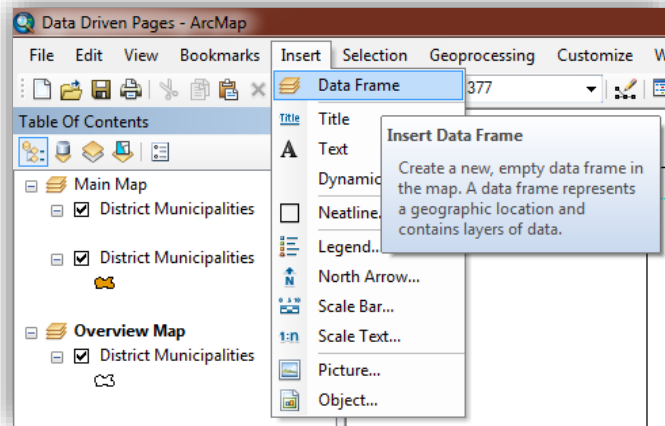 Data Driven Pages - ArcMap
File Edit View Bookmarks Insert Selection Geoprocessing Customize
Data Frame
377
Table Of Contents
Title Title
Insert Data Frame
Create a new, empty data frame in
the map. A data frame represents
a geographic location and
contains layers of data.
A Text
Dynamic
Neatline.
Legend...
N North Arrow...
Scale Bar...
1:n Scale Text...
Picture...
Object...
Main Map
District Municipalities
District Municipalities
Overview Map
District Municipalities